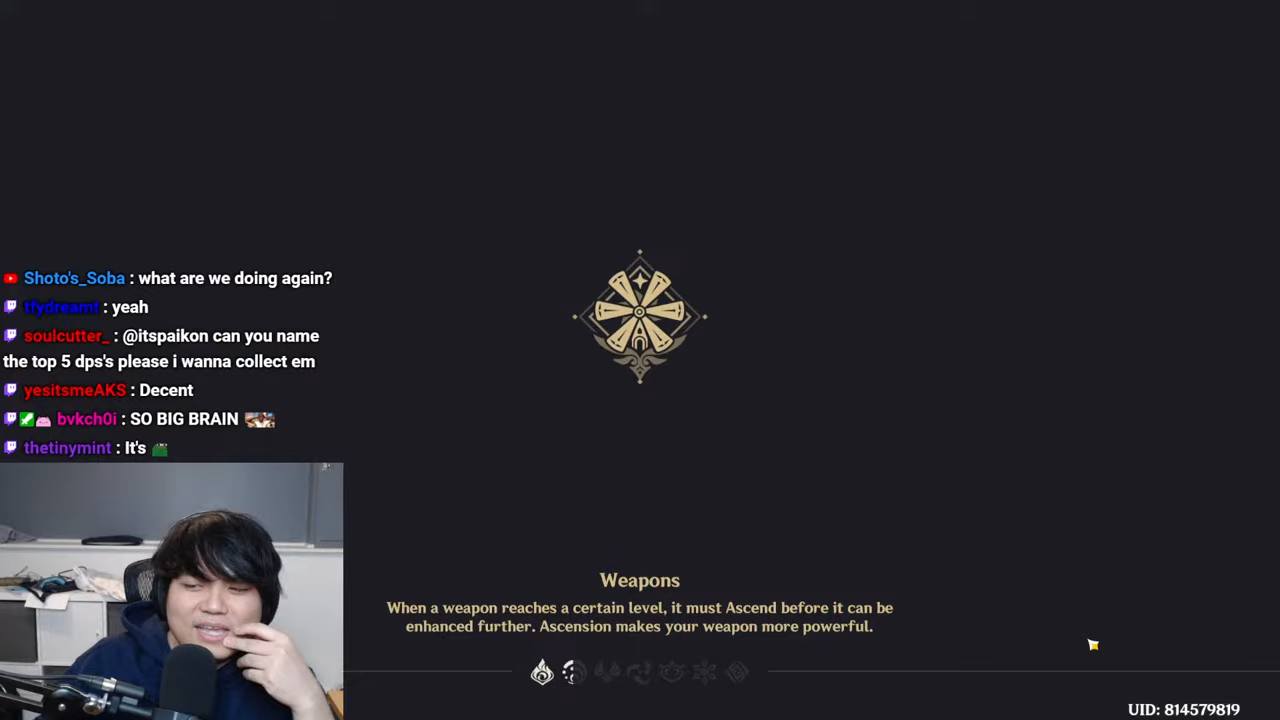 Shoto's_Soba : what are we doing again?
tfydreamt : yeah
soulcutter_ : @itspaikon can you name
the top 5 dps's please i wanna collect em
yesitsmeAKS : Decent
bvkch0i : SO BIG BRAIN
thetinymint : It's
Weapons
When a weapon reaches a certain level, it must Ascend before it can be
enhanced further. Ascension makes your weapon more powerful.
UID: 814579819